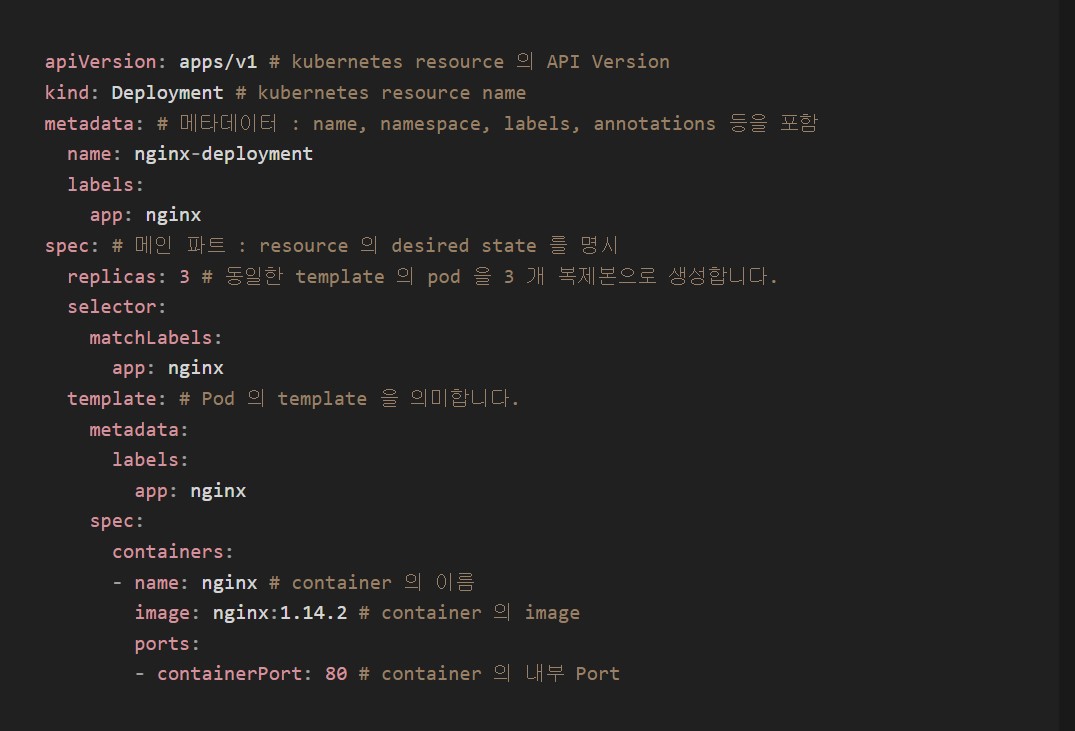 apiVersion: apps/v1 # kubernetes resource 의 API Version
kind: Deployment # kubernetes resource name
metadata: # 메타데이터 : name, namespace, labels, annotations 등을 포함
  name: nginx-deployment
  labels:
    app: nginx
spec: # 메인 파트 : resource 의 desired state 를 명시
  replicas: 3 # 동일한 template 의 pod 을 3 개 복제본으로 생성합니다.
  selector:
    matchLabels:
      app: nginx
  template: # Pod 의 template 을 의미합니다.
    metadata:
      labels:
        app: nginx
    spec:
      containers:
      - name: nginx # container 의 이름
        image: nginx:1.14.2 # container 의 image
        ports:
        - containerPort: 80 # container 의 내부 Port